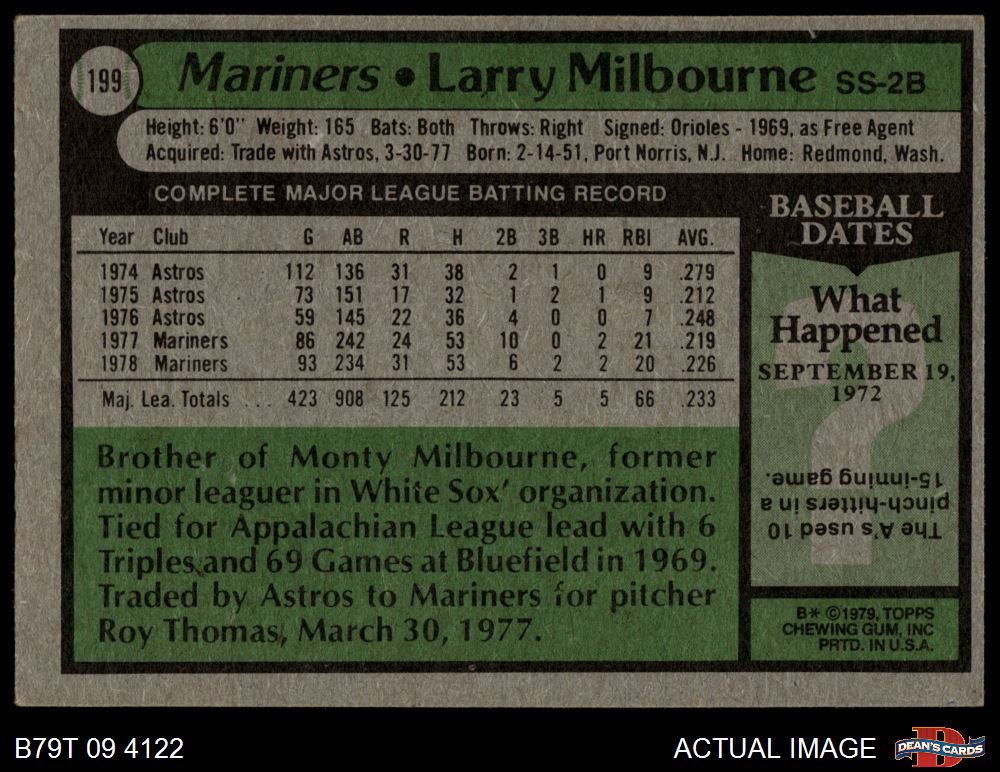 199
Mariners • Larry Milbourne SS-2B
Height: 6'0" Weight: 165 Bats: Both Throws: Right Signed: Orioles - 1969, as Free Agent
Acquired: Trade with Astros, 3-30-77 Born: 2-14-51, Port Norris, N.J. Home: Redmond, Wash.
COMPLETE MAJOR LEAGUE BATTING RECORD
Year Club G AB R H 2B 3B HR RBI AVG.
1974 Astros 112 136 31 38 2 1 0 9 .279
1975 Astros 73 151 17 32 1 2 1 9 .212
1976 Astros 59 145 22 36 4 0 0 7 .248
1977 Mariners 86 242 24 53 10 0 2 21 .219
1978 Mariners 93 234 31 53 6 2 2 20 .226
Maj. Lea. Totals ... 423 908 125 212 23 5 5 66 .233
Brother of Monty Milbourne, former
minor leaguer in White Sox' organization.
Tied for Appalachian League lead with 6
Triples and 69 Games at Bluefield in 1969.
Traded by Astros to Mariners for pitcher
Roy Thomas, March 30, 1977.
BASEBALL
DATES
What
Happened
SEPTEMBER 19,
1972
The A's used 10
pinch-hitters in a
15-inning game.
B* ©1979, TOPPS
CHEWING GUM, INC
PRTD. IN U.S.A.
B79T 09 4122
ACTUAL IMAGE
DEAN'S CARDS